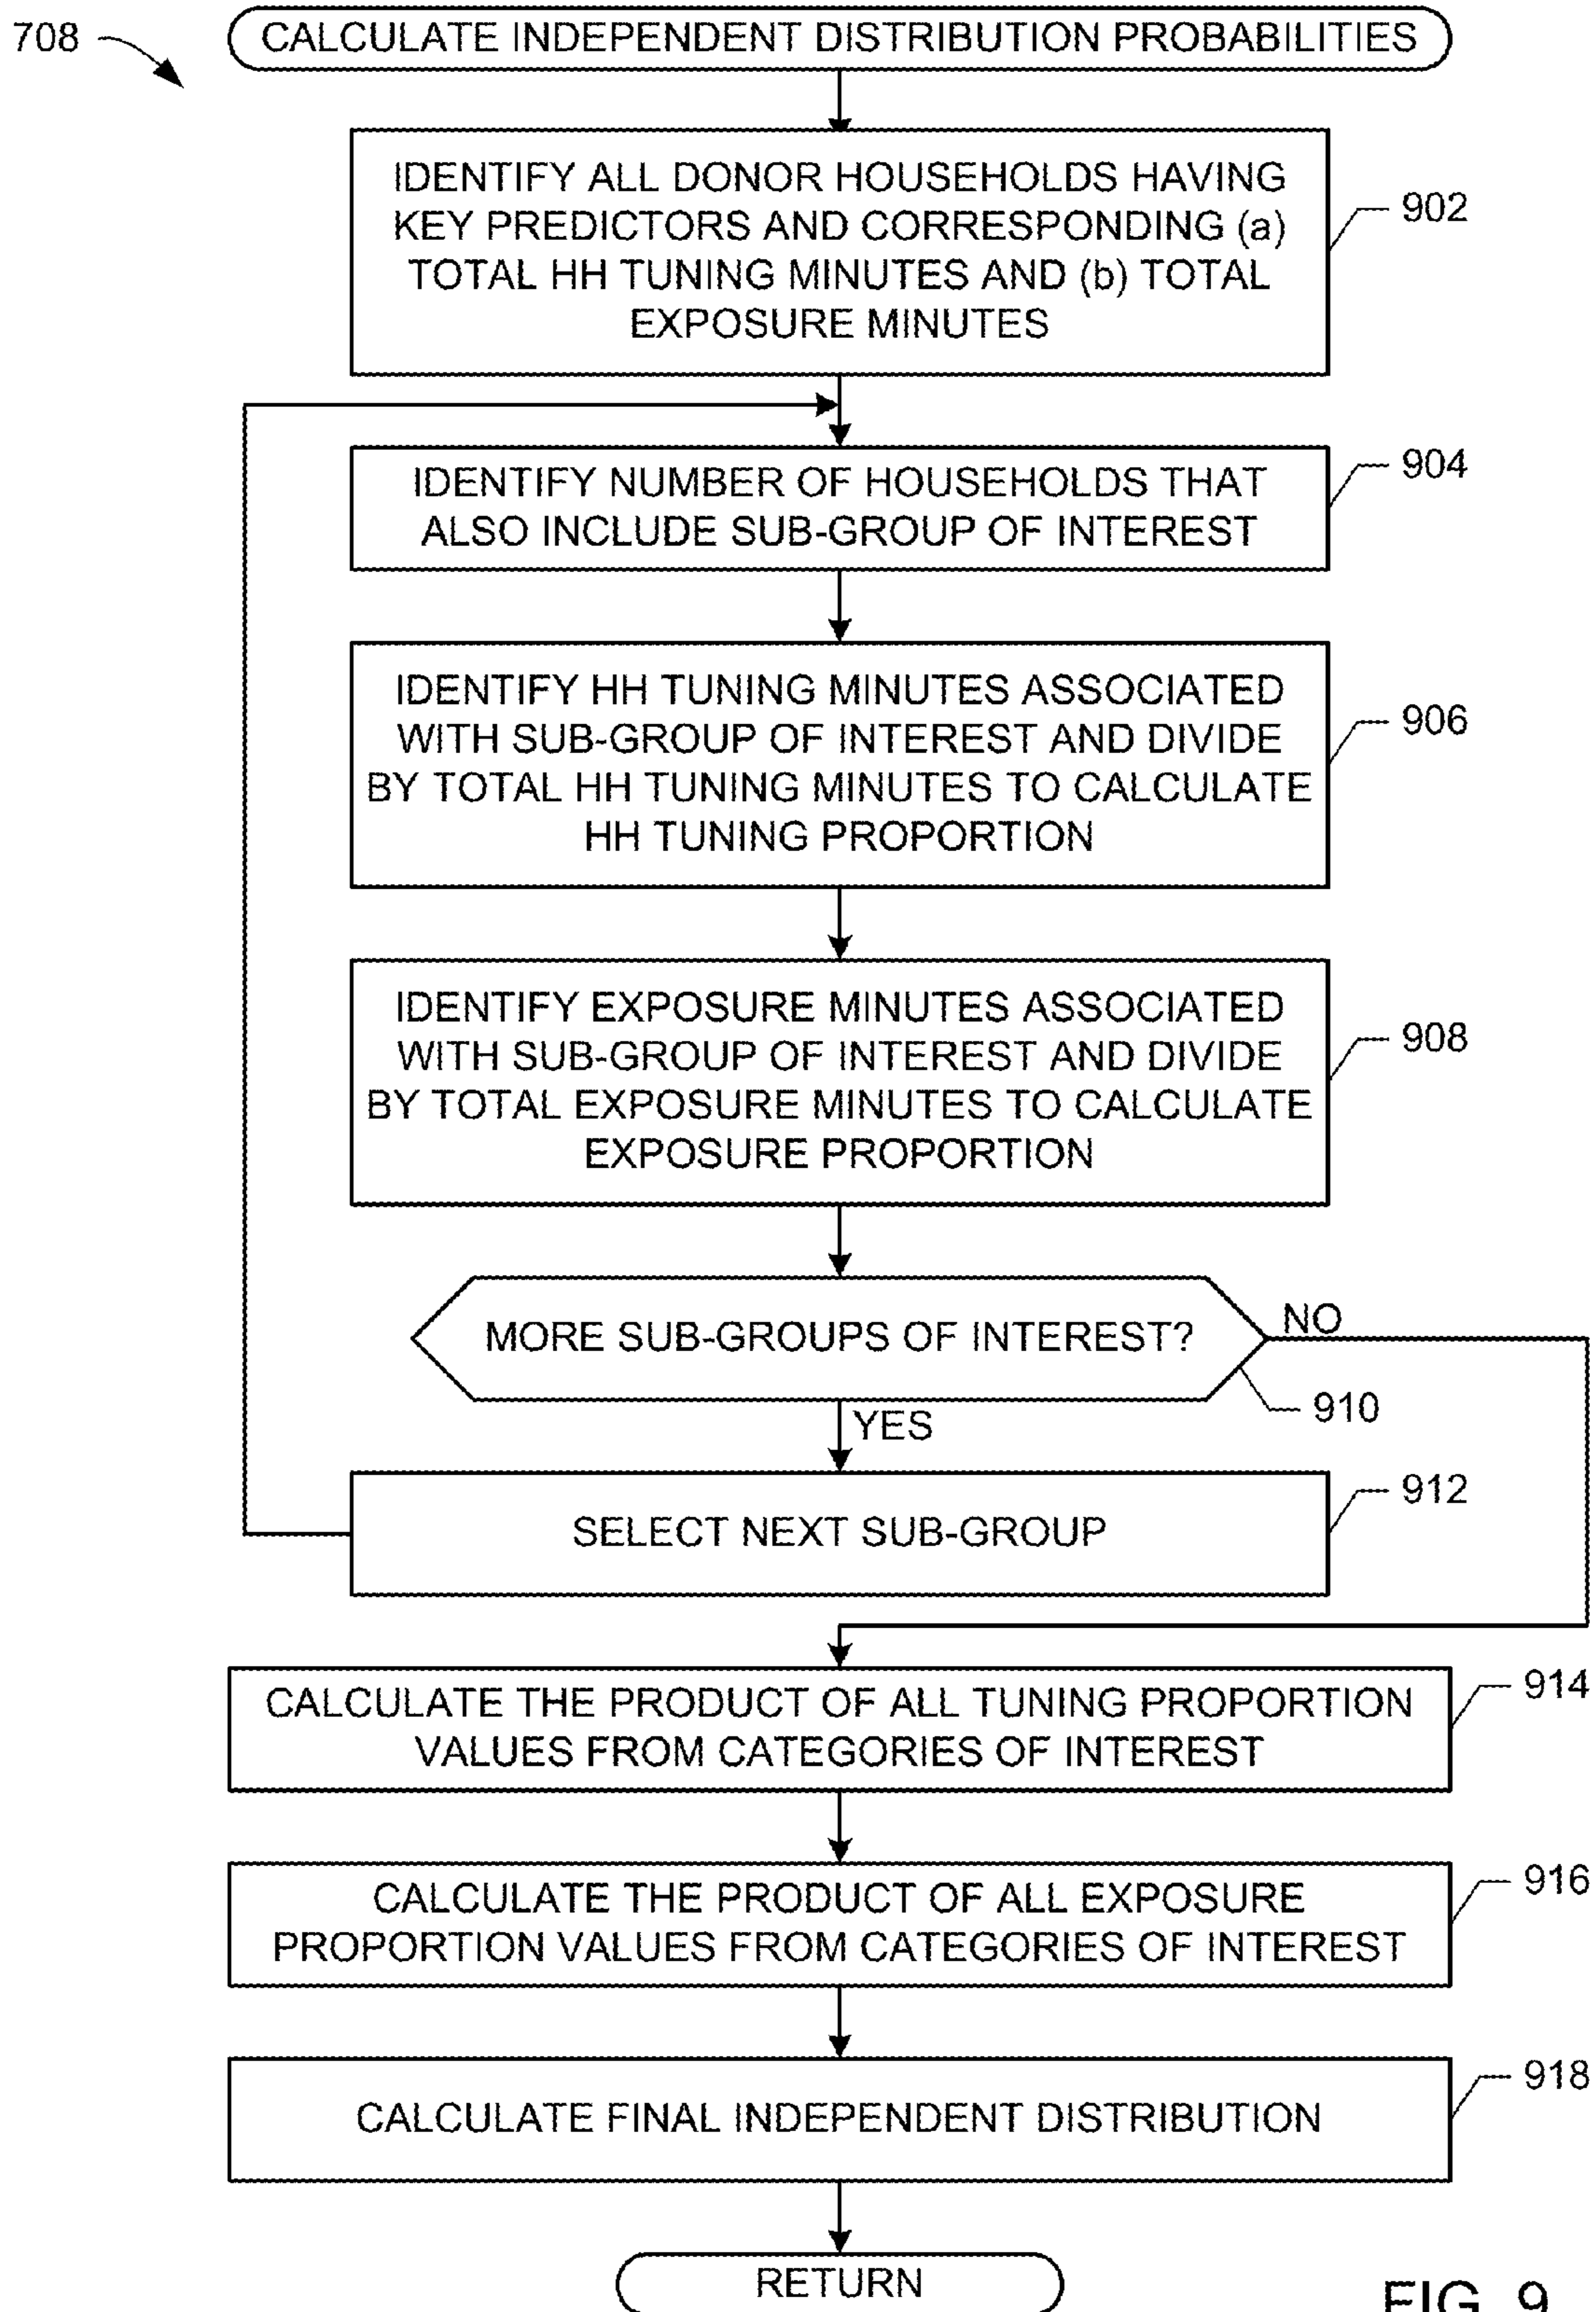 708
CALCULATE INDEPENDENT DISTRIBUTION PROBABILITIES
IDENTIFY ALL DONOR HOUSEHOLDS HAVING
KEY PREDICTORS AND CORRESPONDING (a)
TOTAL HH TUNING MINUTES AND (b) TOTAL
EXPOSURE MINUTES
902
IDENTIFY NUMBER OF HOUSEHOLDS THAT
ALSO INCLUDE SUB-GROUP OF INTEREST
904
IDENTIFY HH TUNING MINUTES ASSOCIATED
WITH SUB-GROUP OF INTEREST AND DIVIDE
BY TOTAL HH TUNING MINUTES TO CALCULATE
HH TUNING PROPORTION
906
IDENTIFY EXPOSURE MINUTES ASSOCIATED
WITH SUB-GROUP OF INTEREST AND DIVIDE
BY TOTAL EXPOSURE MINUTES TO CALCULATE
EXPOSURE PROPORTION
908
MORE SUB-GROUPS OF INTEREST?
NO
910
YES
SELECT NEXT SUB-GROUP
912
CALCULATE THE PRODUCT OF ALL TUNING PROPORTION
VALUES FROM CATEGORIES OF INTEREST
914
CALCULATE THE PRODUCT OF ALL EXPOSURE
PROPORTION VALUES FROM CATEGORIES OF INTEREST
916
CALCULATE FINAL INDEPENDENT DISTRIBUTION
918
RETURN
FIG. 9